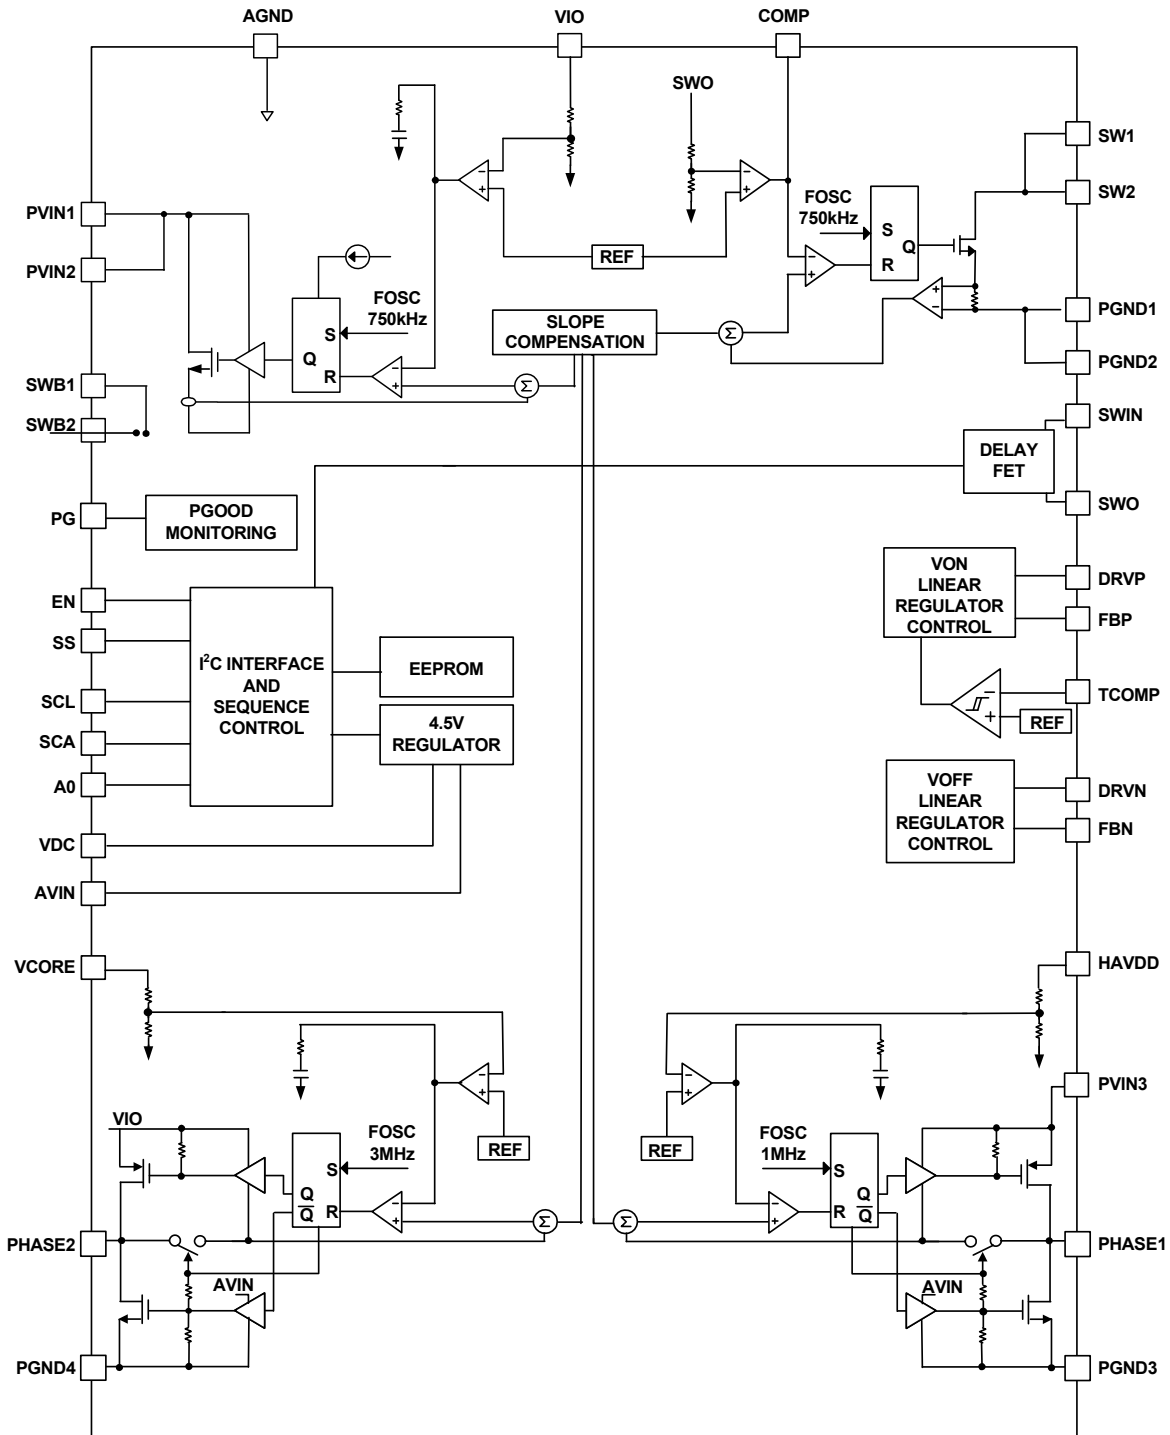 AGND
VIO
COMP
SWO
SW1
SW2
PVIN1
PVIN2
−
+
−
+
REF
FOSC
750kHz
S
Q
R
−
+
+
−
PGND1
PGND2
FOSC
750kHz
S
Q
R
−
+
SLOPE
COMPENSATION
Σ
Σ
SWB1
SWB2
SWIN
DELAY
FET
SWO
PG
PGOOD
MONITORING
VON
LINEAR
REGULATOR
CONTROL
DRVP
FBP
EN
SS
SCL
SCA
A0
I²C INTERFACE
AND
SEQUENCE
CONTROL
EEPROM
4.5V
REGULATOR
−
+
TCOMP
REF
VOFF
LINEAR
REGULATOR
CONTROL
DRVN
FBN
VDC
AVIN
VCORE
HAVDD
−
+
REF
−
+
REF
PVIN3
VIO
FOSC
3MHz
S
Q
Q̅
R
−
+
FOSC
1MHz
S
Q
Q̅
R
−
+
PHASE2
Σ
Σ
PHASE1
AVIN
AVIN
PGND4
PGND3